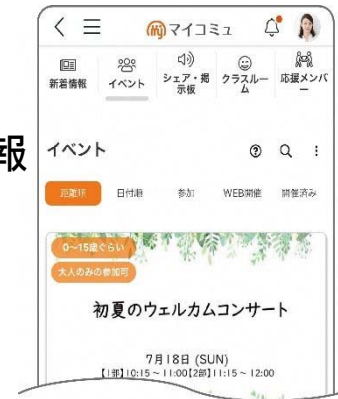 マイコミュ
新着情報
イベント
シェア・掲示板
クラスルーム
応援メンバー
報
イベント
距離順 日付順 参加 WEB開催 開催済み
0～15歳ぐらい
大人のみの参加可
初夏のウェルカムコンサート
7月18日 (SUN)
【1部】10:15～11:00【2部】11:15～12:00